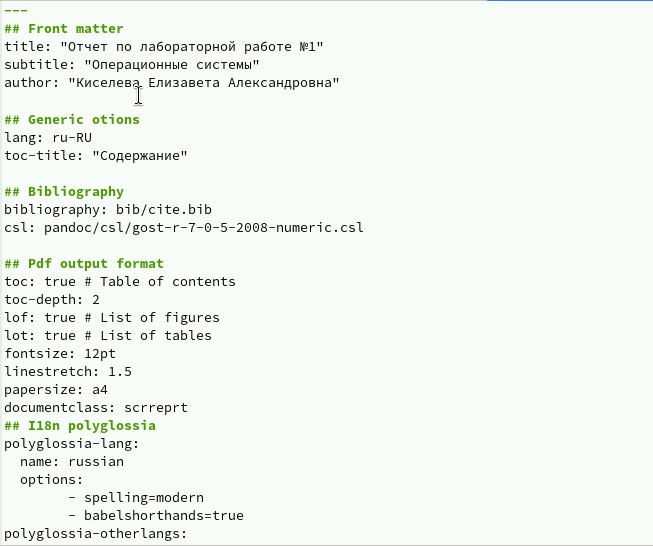 ---
## Front matter
title: "Отчет по лабораторной работе №1"
subtitle: "Операционные системы"
author: "Киселева Елизавета Александровна"
## Generic otions
lang: ru-RU
toc-title: "Содержание"
## Bibliography
bibliography: bib/cite.bib
csl: pandoc/csl/gost-r-7-0-5-2008-numeric.csl
## Pdf output format
toc: true # Table of contents
toc-depth: 2
lof: true # List of figures
lot: true # List of tables
fontsize: 12pt
linestretch: 1.5
papersize: a4
documentclass: scrreprt
## I18n polyglossia
polyglossia-lang:
  name: russian
  options:
        - spelling=modern
        - babelshorthands=true
polyglossia-otherlangs: